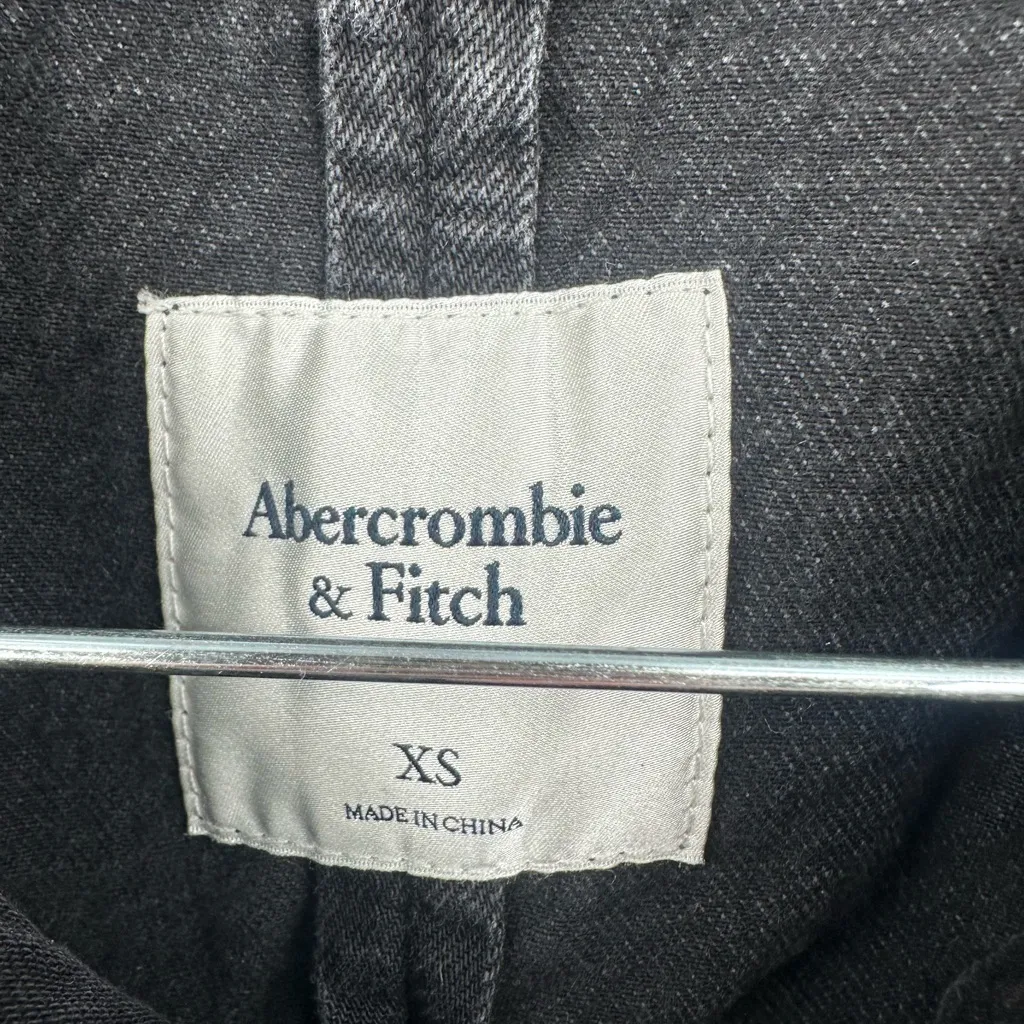 Abercrombie
& Fitch
XS
MADE IN CHINA